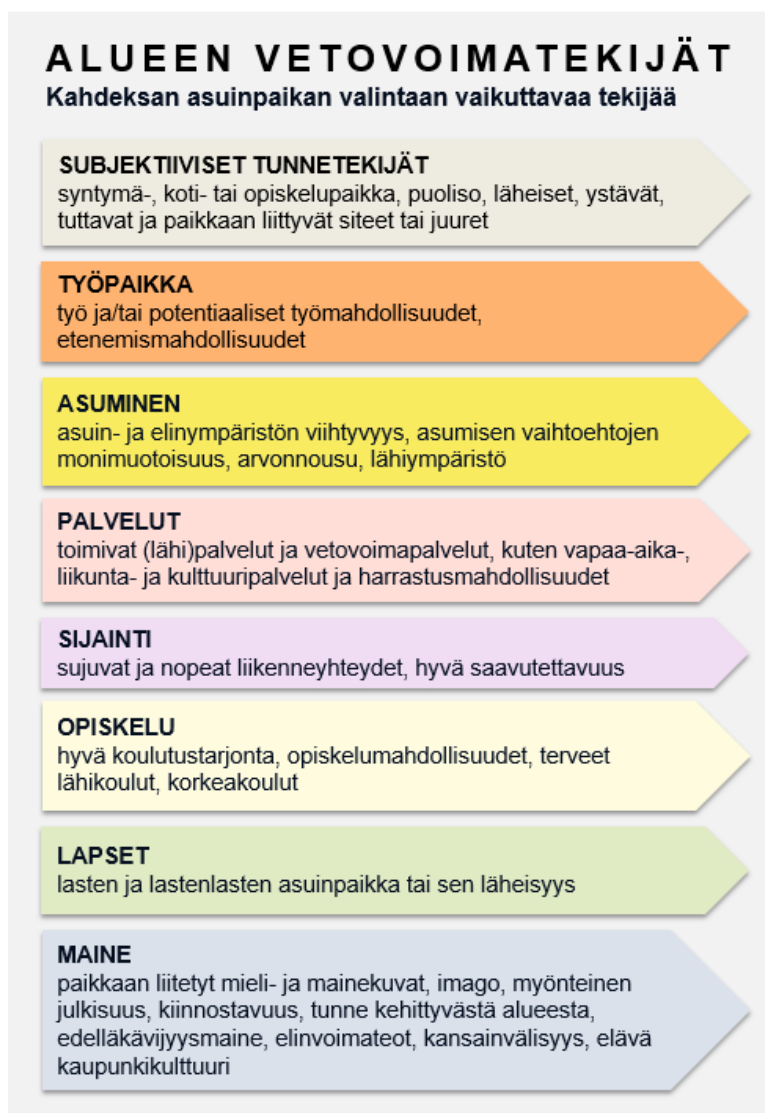 ALUEEN VETOVOIMATEKIJÄT
Kahdeksan asuinpaikan valintaan vaikuttavaa tekijää
SUBJEKTIIVISET TUNNETEKIJÄT
syntymä-, koti- tai opiskelupaikka, puoliso, läheiset, ystävät,
tuttavat ja paikkaan liittyvät siteet tai juuret
TYÖPAIKKA
työ ja/tai potentiaaliset työmahdollisuudet,
etenemismahdollisuudet
ASUMINEN
asuin- ja elinympäristön viihtyvyys, asumisen vaihtoehtojen
monimuotoisuus, arvonnousu, lähiympäristö
PALVELUT
toimivat (lähi)palvelut ja vetovoimapalvelut, kuten vapaa-aika-,
liikunta- ja kulttuuripalvelut ja harrastusmahdollisuudet
SIJAINTI
sujuvat ja nopeat liikenneyhteydet, hyvä saavutettavuus
OPISKELU
hyvä koulutustarjonta, opiskelumahdollisuudet, terveet
lähikoulut, korkeakoulut
LAPSET
lasten ja lastenlasten asuinpaikka tai sen läheisyys
MAINE
paikkaan liitetyt mieli- ja mainekuvat, imago, myönteinen
julkisuus, kiinnostavuus, tunne kehittyvästä alueesta,
edelläkävijyysmaine, elinvoimateot, kansainvälisyys, elävä
kaupunkikulttuuri